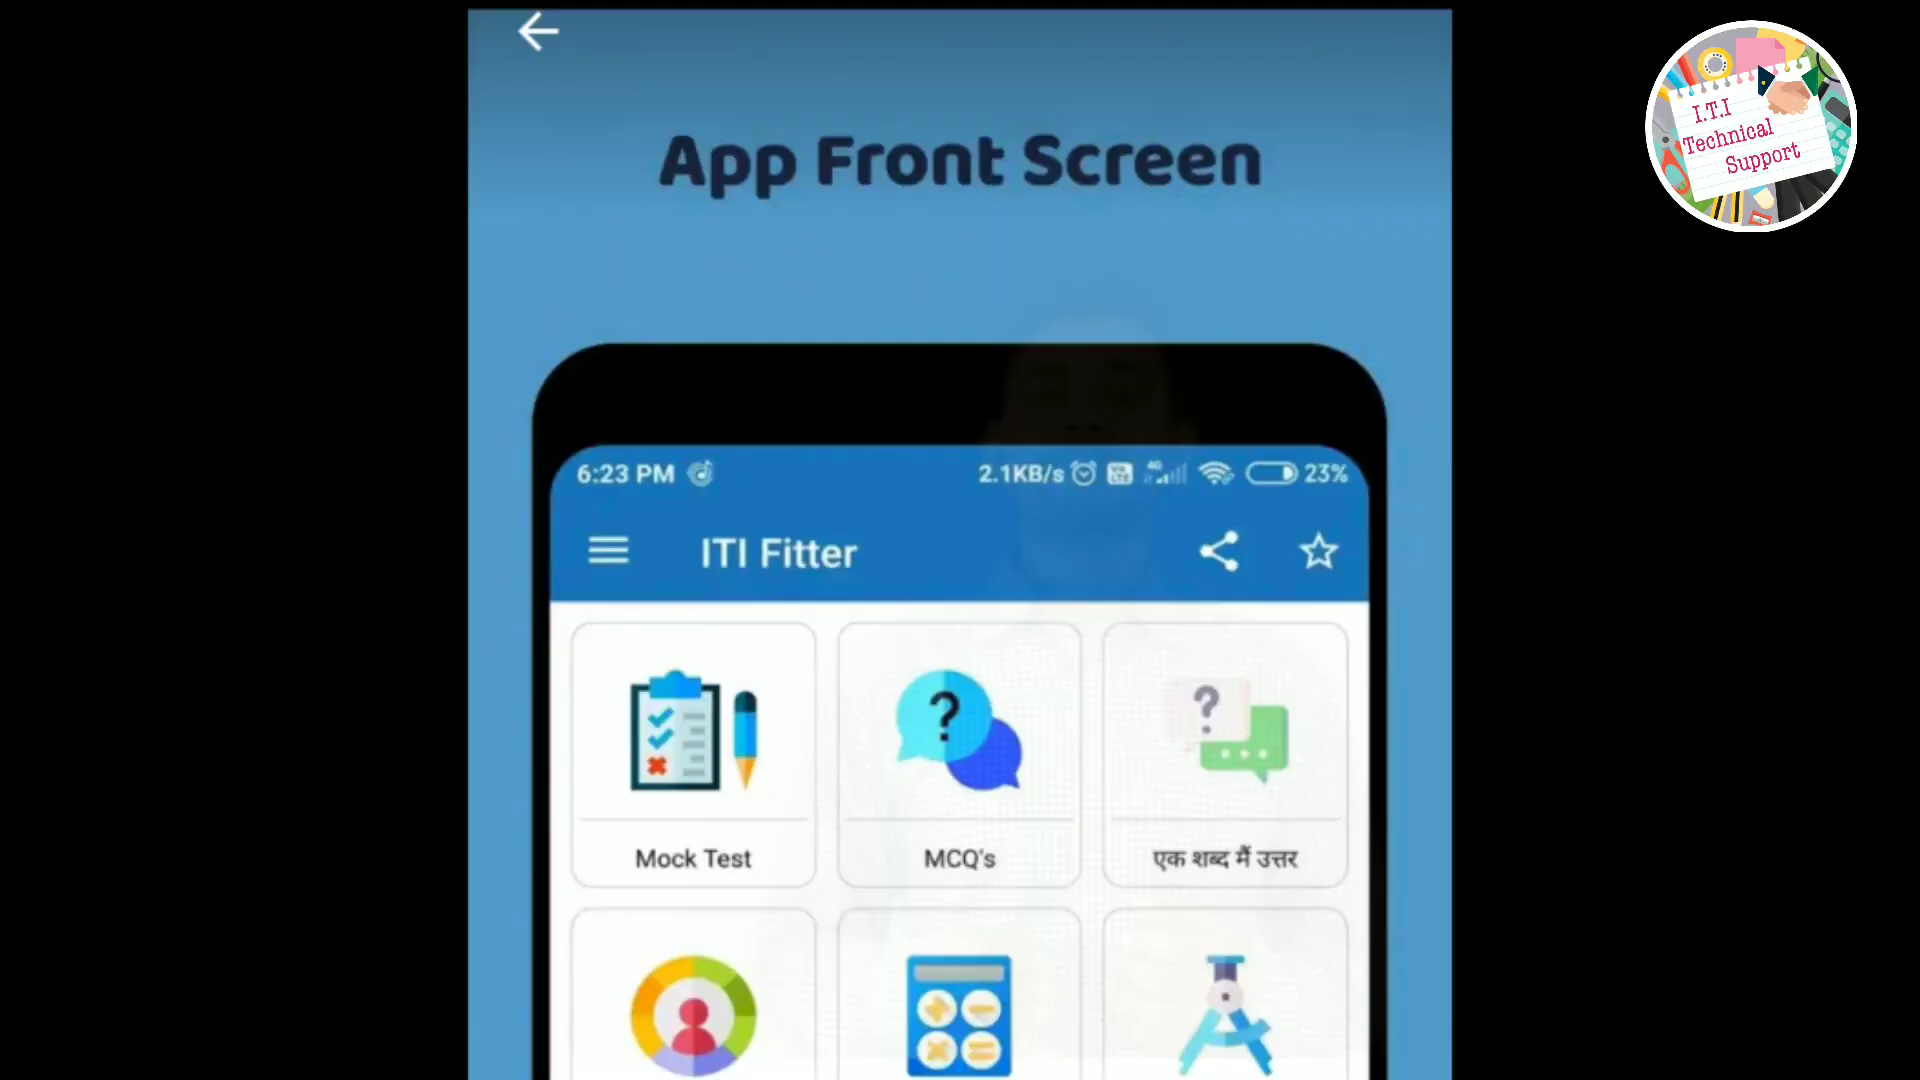 App Front Screen
I.T.I
Technical
Support
6:23 PM 2.1KB/s 4G 23%
ITI Fitter
Mock Test
MCQ's
एक शब्द मैं उत्तर